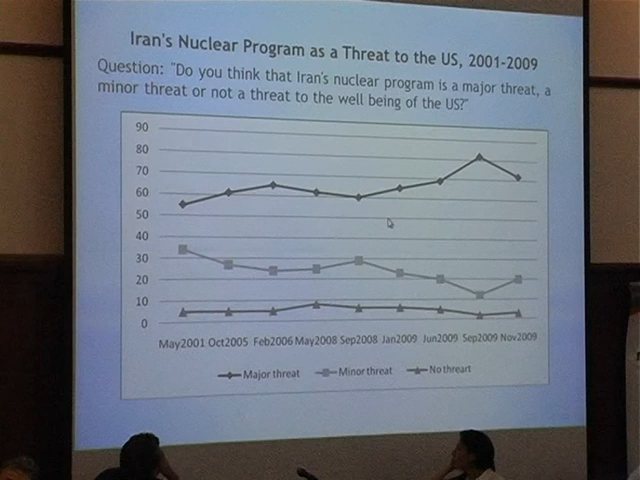 Iran's Nuclear Program as a Threat to the US, 2001-2009
Question: "Do you think that Iran's nuclear program is a major threat, a
minor threat or not a threat to the well being of the US?"
90
80
70
60
50
40
30
20
10
0
May2001 Oct2005 Feb2006 May2008 Sep2008 Jan2009 Jun2009 Sep2009 Nov2009
Major threat Minor threat No threart